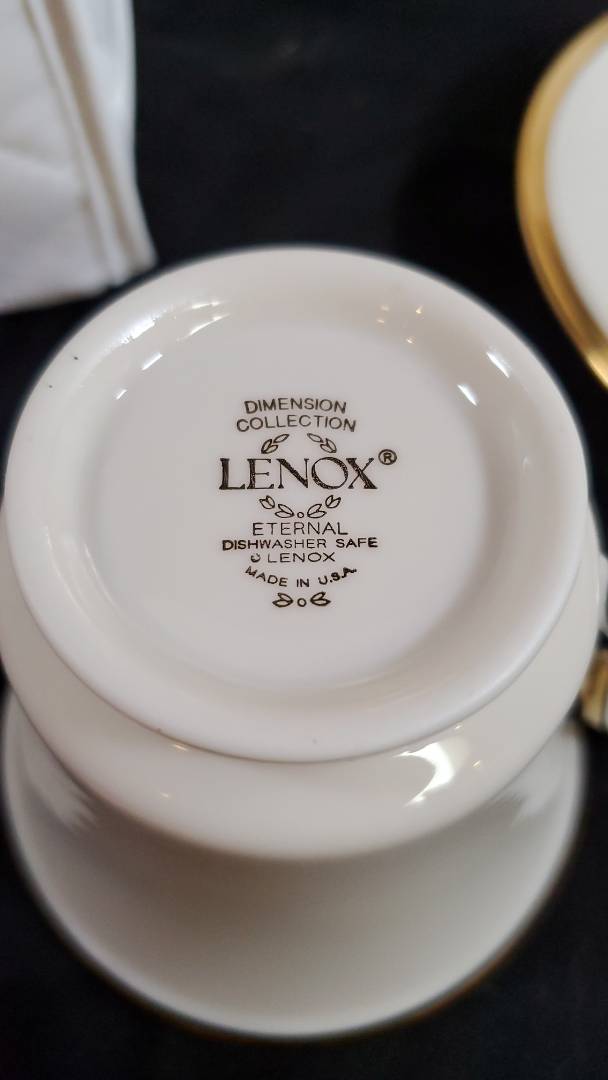 DIMENSION
COLLECTION
LENOX®
ETERNAL
DISHWASHER SAFE
© LENOX
MADE IN U.S.A.